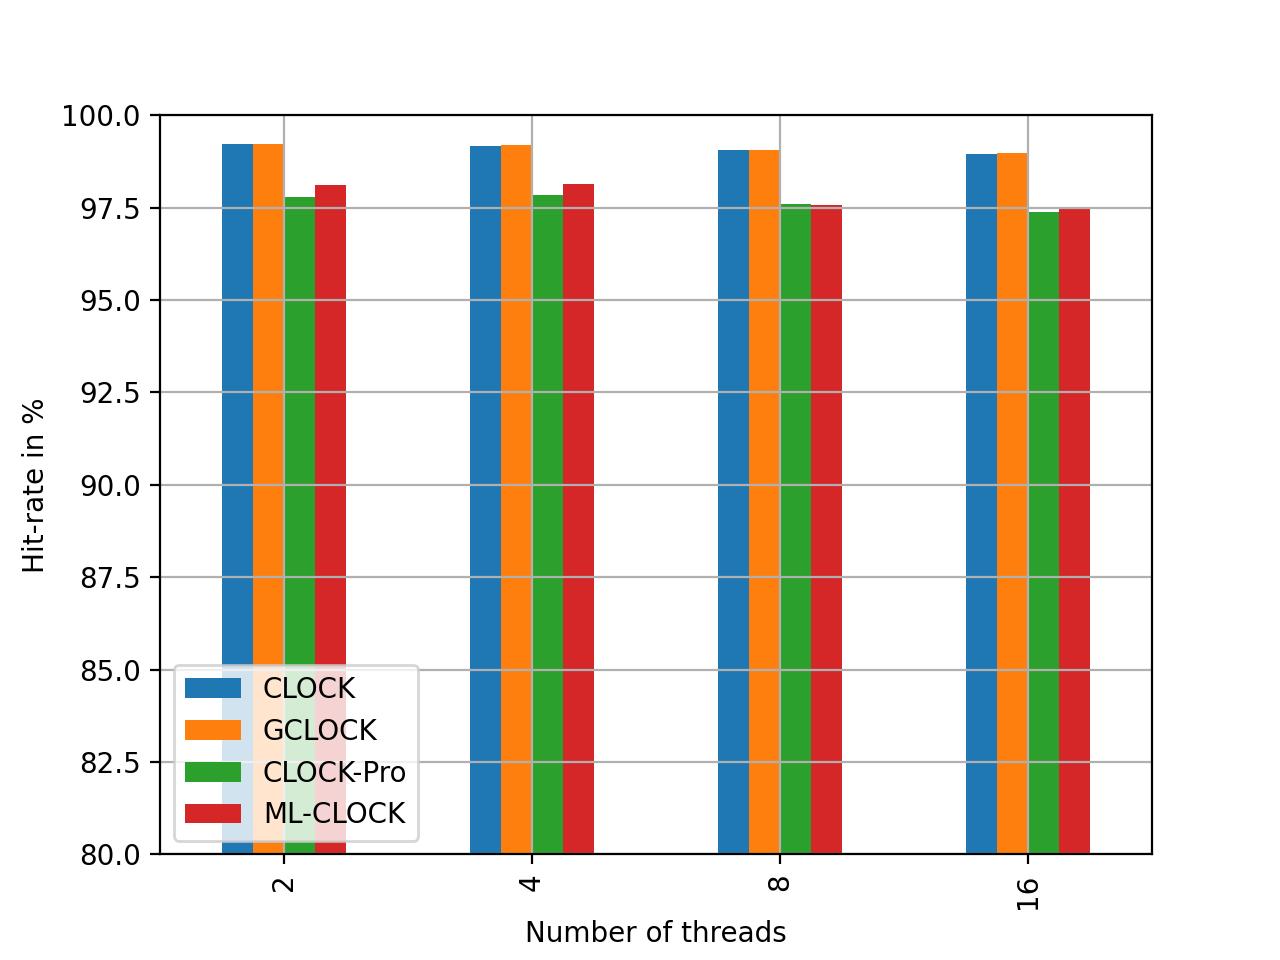 100.0
97.5
95.0
92.5
90.0
87.5
85.0
82.5
80.0
Hit-rate in %
CLOCK
GCLOCK
CLOCK-Pro
ML-CLOCK
2 4 8 16
Number of threads